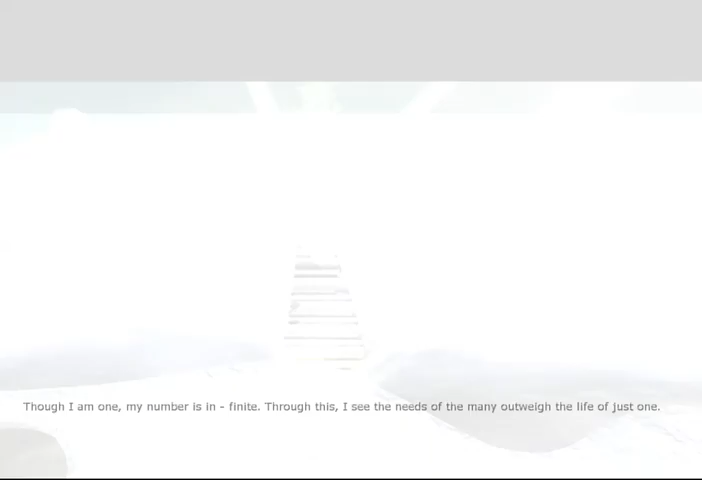 Though I am one, my number is in - finite. Through this, I see the needs of the many outweigh the life of just one.